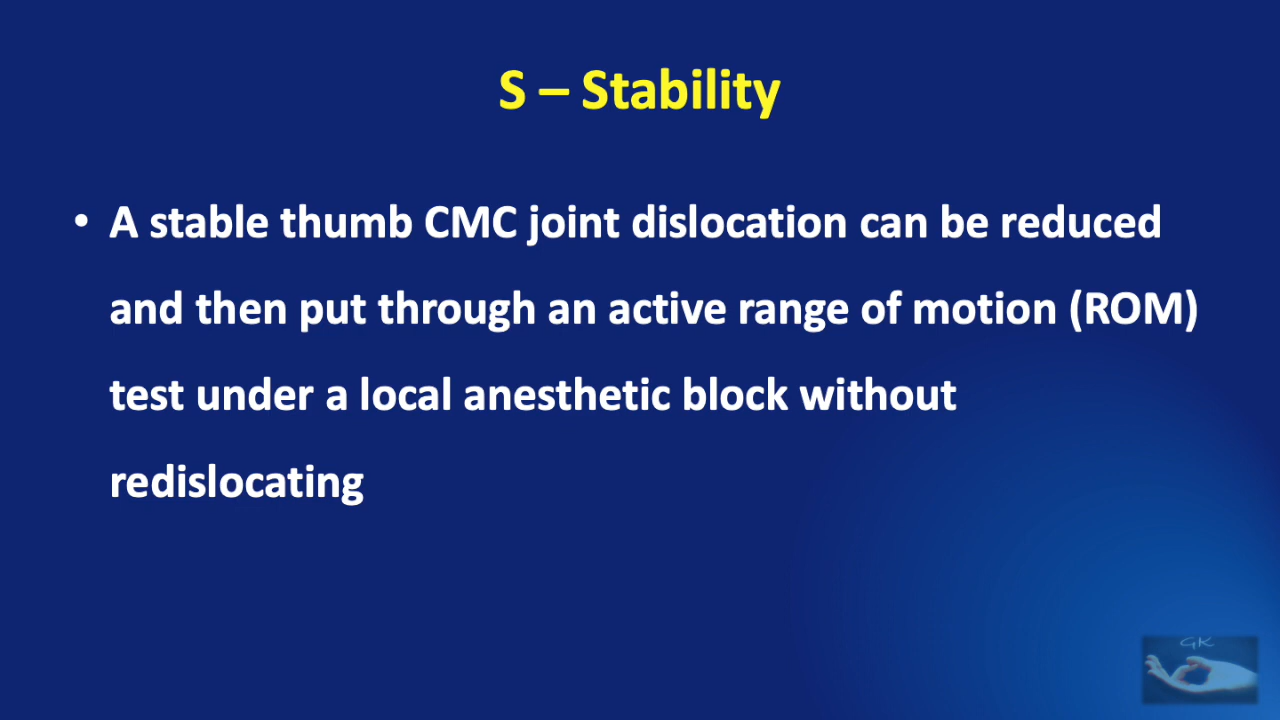 S – Stability
• A stable thumb CMC joint dislocation can be reduced
and then put through an active range of motion (ROM)
test under a local anesthetic block without
redislocating
GK